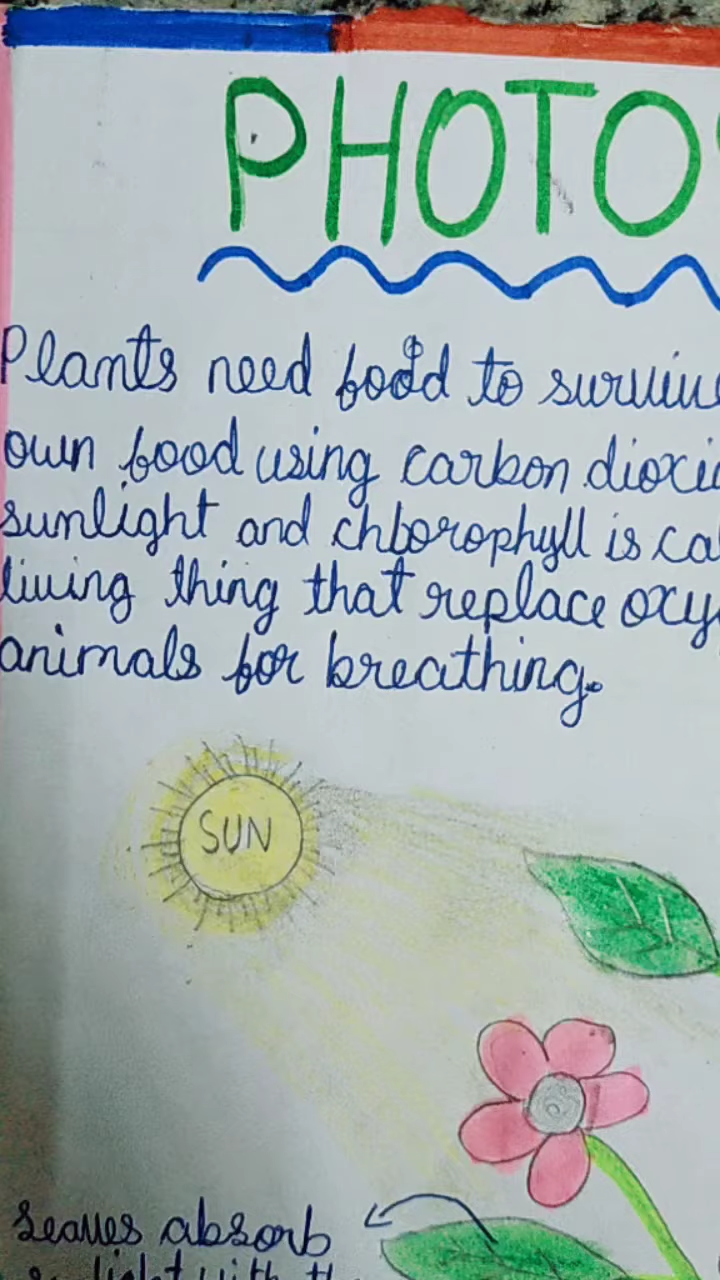 PHOTO
Plants need food to survive
own food using carbon dioxi
sunlight and chlorophyll is ca
living thing that replace oxy
animals for breathing.
SUN
Leaves absorb